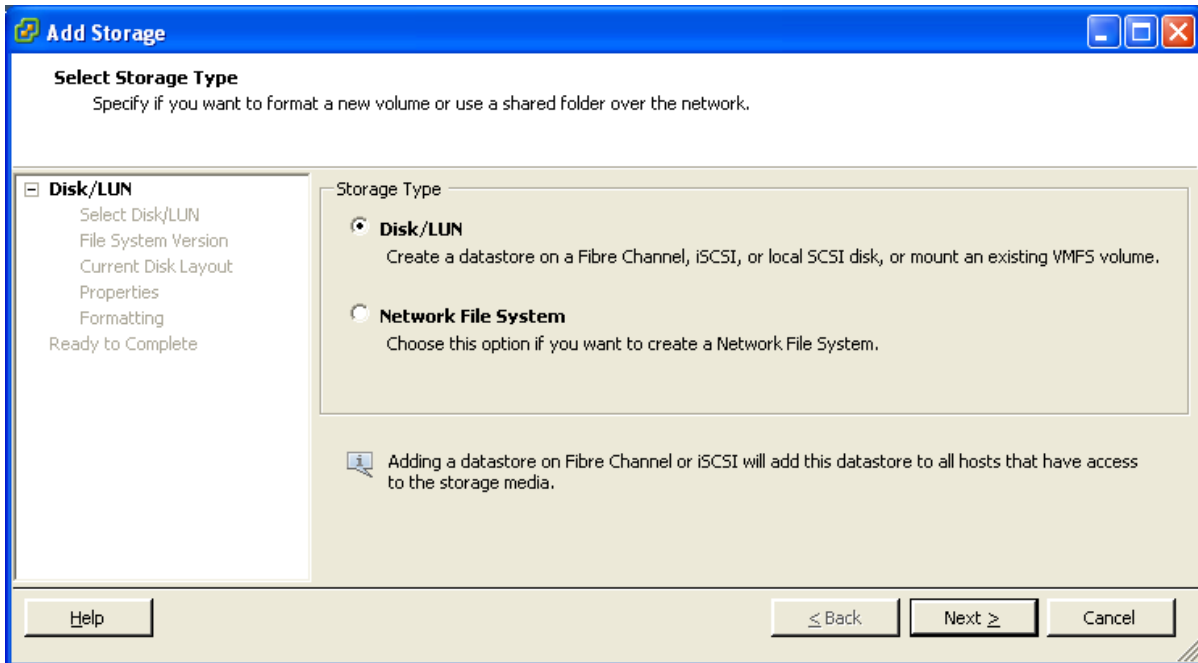 Add Storage
Select Storage Type
Specify if you want to format a new volume or use a shared folder over the network.
Disk/LUN
Select Disk/LUN
File System Version
Current Disk Layout
Properties
Formatting
Ready to Complete
Storage Type
Disk/LUN
Create a datastore on a Fibre Channel, iSCSI, or local SCSI disk, or mount an existing VMFS volume.
Network File System
Choose this option if you want to create a Network File System.
Adding a datastore on Fibre Channel or iSCSI will add this datastore to all hosts that have access
to the storage media.
Help
< Back
Next >
Cancel